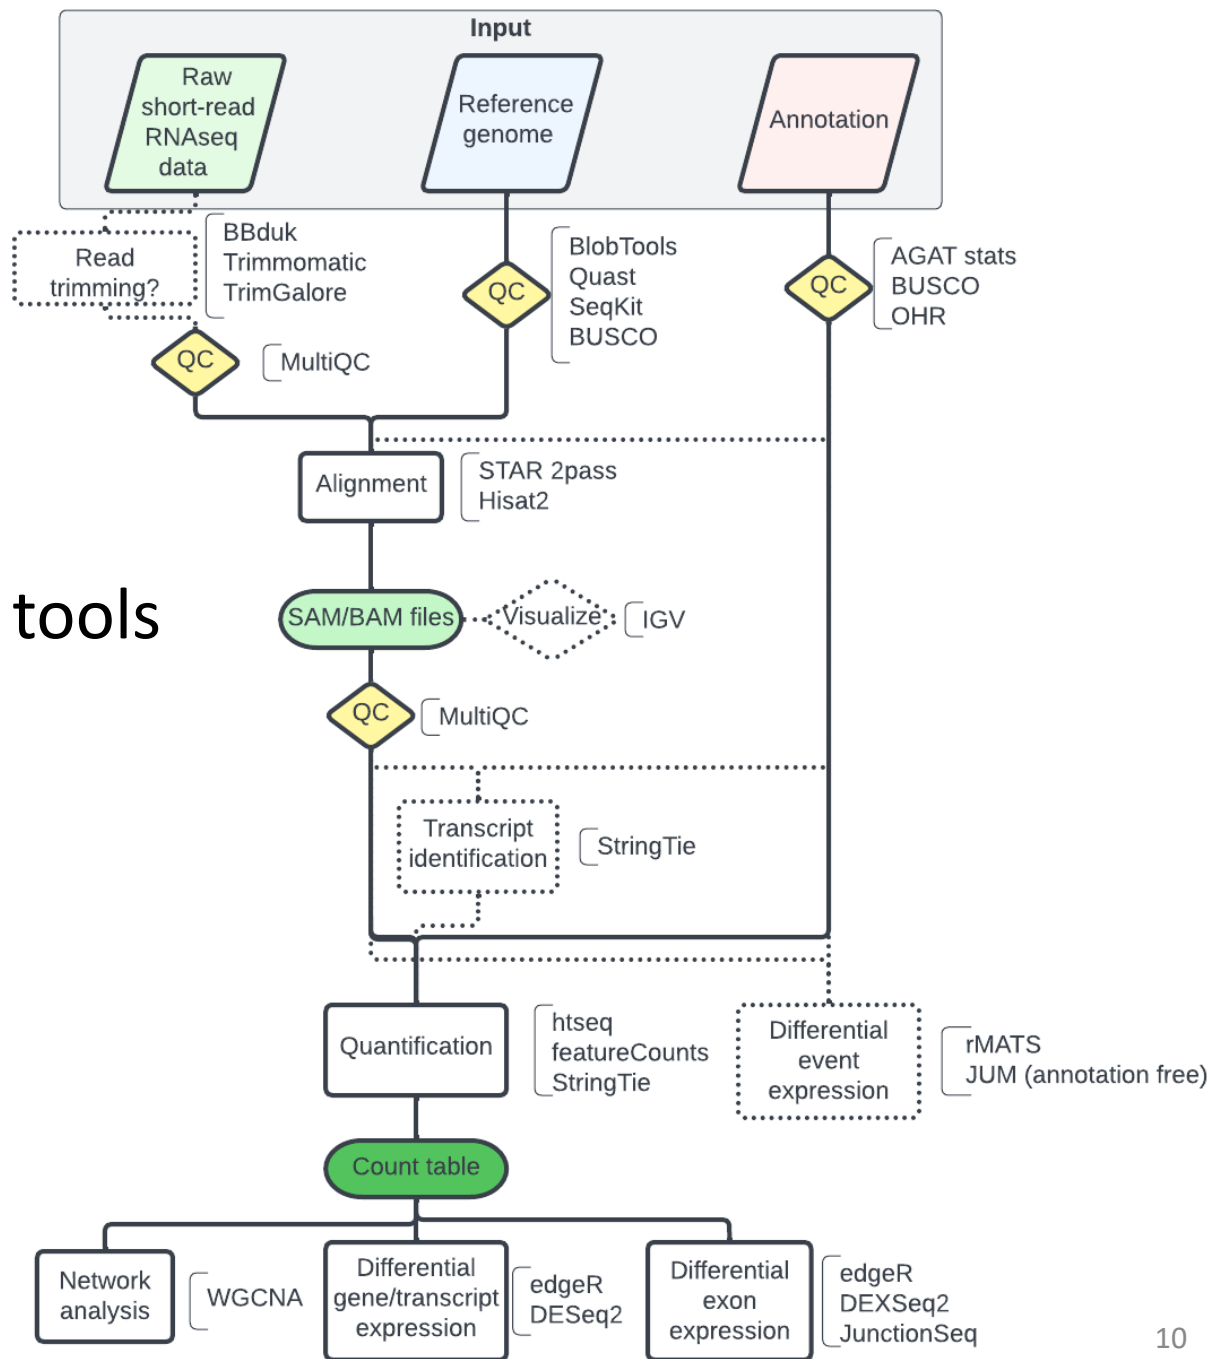 Input
Raw
short-read
RNAseq
data
Reference
genome
Annotation
Read
trimming?
BBduk
Trimmomatic
TrimGalore
QC
BlobTools
Quast
SeqKit
BUSCO
QC
AGAT stats
BUSCO
OHR
QC
MultiQC
Alignment
STAR 2pass
Hisat2
tools
SAM/BAM files
Visualize
IGV
QC
MultiQC
Transcript
identification
StringTie
Quantification
htseq
featureCounts
StringTie
Differential
event
expression
rMATS
JUM (annotation free)
Count table
Network
analysis
WGCNA
Differential
gene/transcript
expression
edgeR
DESeq2
Differential
exon
expression
edgeR
DEXSeq2
JunctionSeq
10